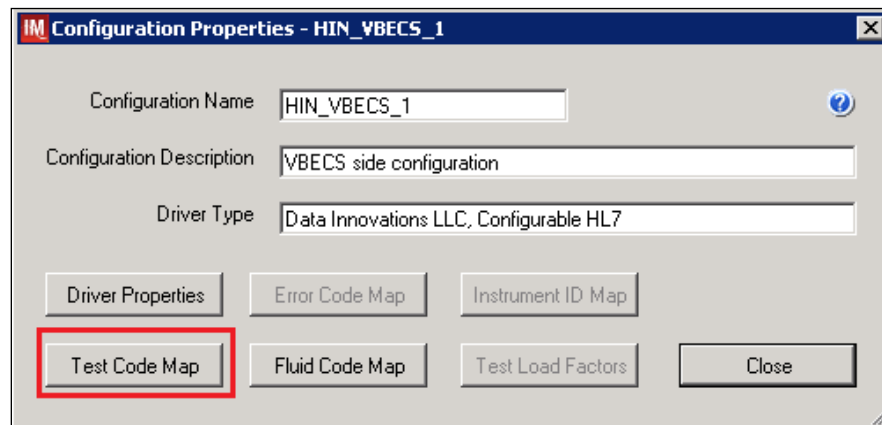 IM Configuration Properties - HIN_VBECS_1
Configuration Name HIN_VBECS_1
Configuration Description VBECS side configuration
Driver Type Data Innovations LLC, Configurable HL7
Driver Properties Error Code Map Instrument ID Map
Test Code Map Fluid Code Map Test Load Factors Close